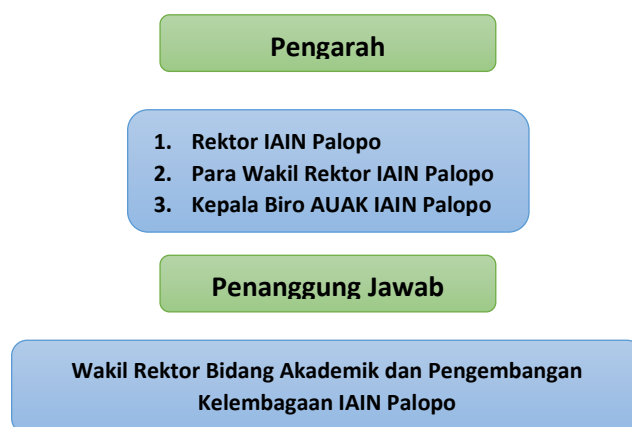 Pengarah
1. Rektor IAIN Palopo
2. Para Wakil Rektor IAIN Palopo
3. Kepala Biro AUAK IAIN Palopo
Penanggung Jawab
Wakil Rektor Bidang Akademik dan Pengembangan
Kelembagaan IAIN Palopo